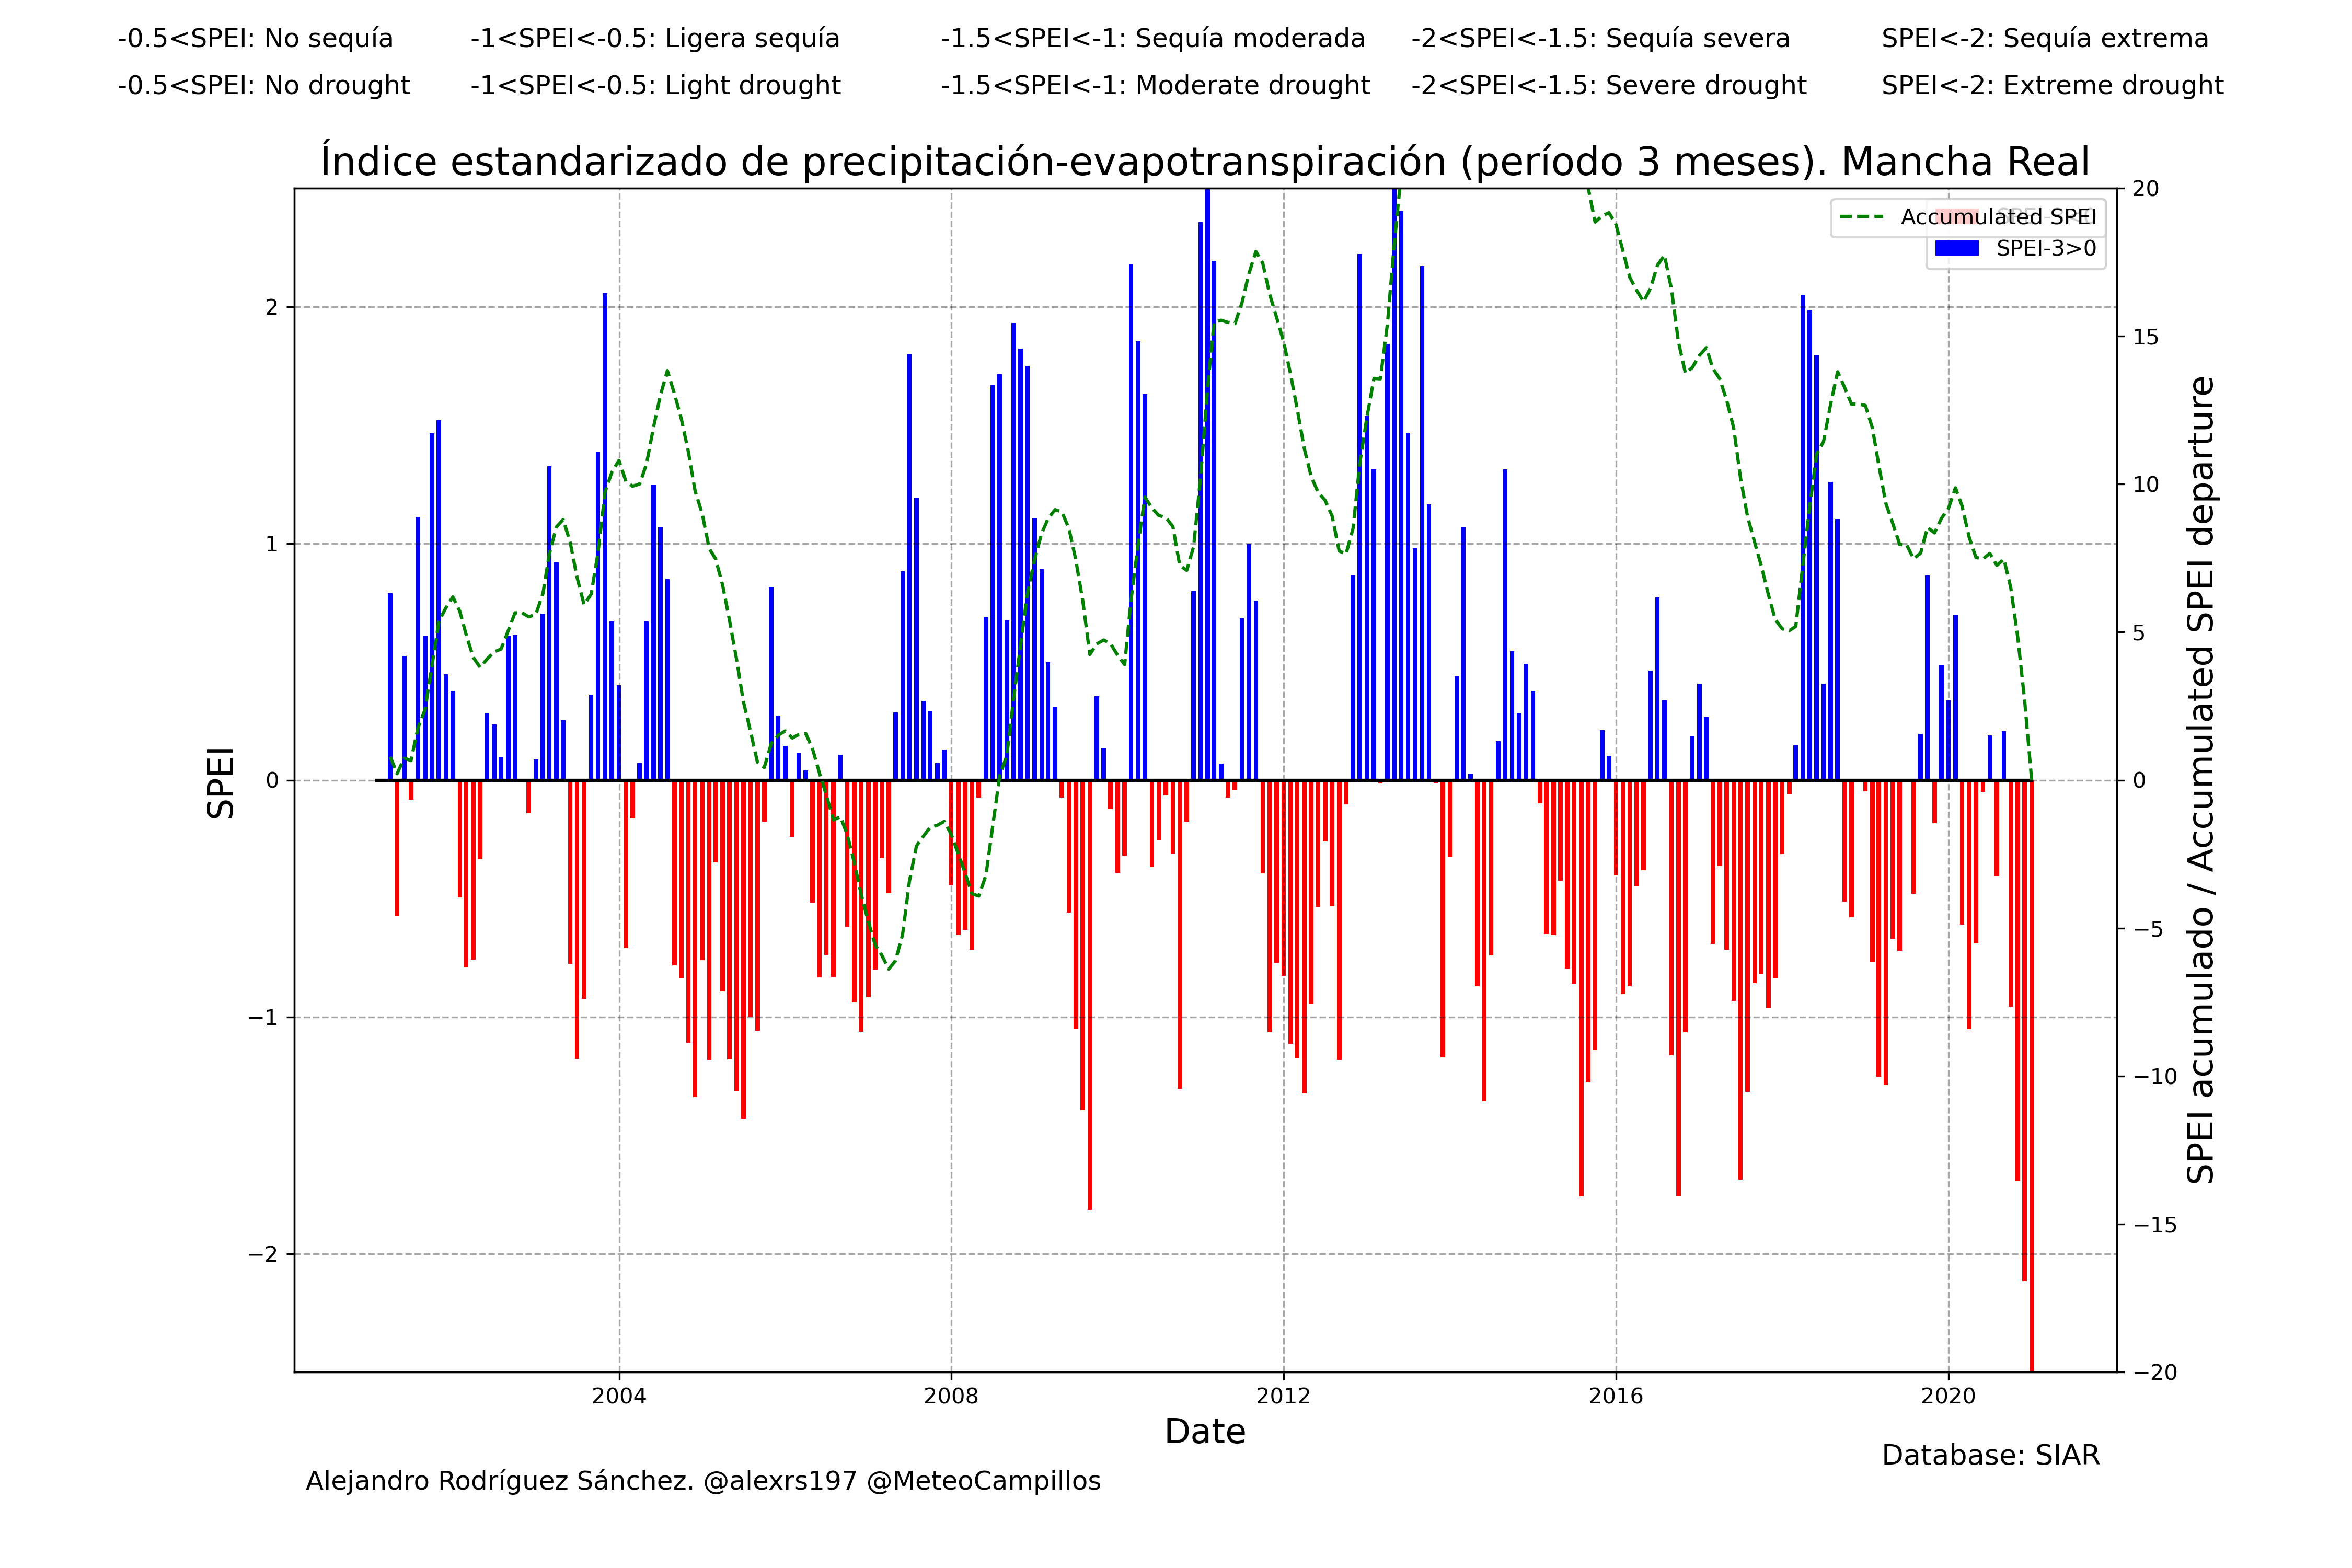 -0.5<SPEI: No sequía -1<SPEI<-0.5: Ligera sequía -1.5<SPEI<-1: Sequía moderada -2<SPEI<-1.5: Sequía severa SPEI<-2: Sequía extrema
-0.5<SPEI: No drought -1<SPEI<-0.5: Light drought -1.5<SPEI<-1: Moderate drought -2<SPEI<-1.5: Severe drought SPEI<-2: Extreme drought
Índice estandarizado de precipitación-evapotranspiración (período 3 meses). Mancha Real
Accumulated SPEI
SPEI-3>0
SPEI
2
1
0
−1
−2
20
15
10
5
0
−5
−10
−15
−20
SPEI acumulado / Accumulated SPEI departure
2004 2008 2012 2016 2020
Date
Database: SIAR
Alejandro Rodríguez Sánchez. @alexrs197 @MeteoCampillos